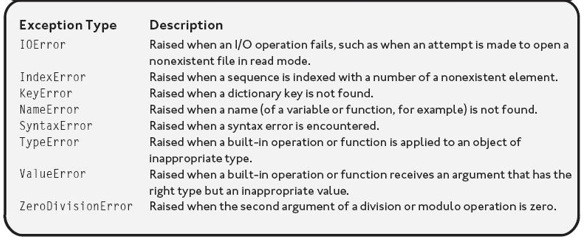 Exception Type Description
IOError Raised when an I/O operation fails, such as when an attempt is made to open a
nonexistent file in read mode.
IndexError Raised when a sequence is indexed with a number of a nonexistent element.
KeyError Raised when a dictionary key is not found.
NameError Raised when a name (of a variable or function, for example) is not found.
SyntaxError Raised when a syntax error is encountered.
TypeError Raised when a built-in operation or function is applied to an object of
inappropriate type.
ValueError Raised when a built-in operation or function receives an argument that has the
right type but an inappropriate value.
ZeroDivisionError Raised when the second argument of a division or modulo operation is zero.